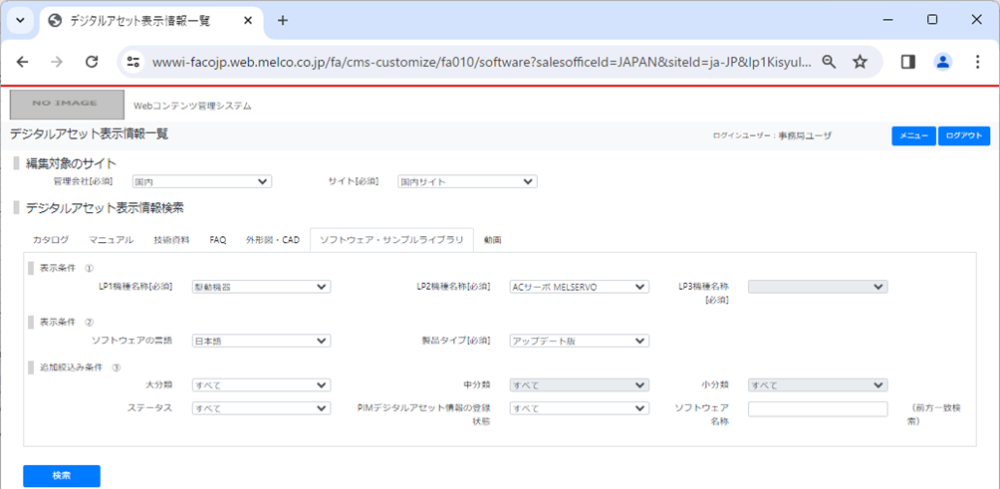 デジタルアセット表示情報一覧
wwwi-facojp.web.melco.co.jp/fa/cms-customize/fa010/software?salesofficeId=JAPAN&siteId=ja-JP&lp1KisyuI...
NO IMAGE Webコンテンツ管理システム
デジタルアセット表示情報一覧 ログインユーザー：事務局ユーザ メニュー ログアウト
編集対象のサイト
管理会社[必須] 国内 サイト[必須] 国内サイト
デジタルアセット表示情報検索
カタログ マニュアル 技術資料 FAQ 外形図・CAD ソフトウェア・サンプルライブラリ 動画
表示条件 ①
LP1機種名称[必須] 駆動機器 LP2機種名称[必須] ACサーボ MELSERVO LP3機種名称
[必須]
表示条件 ②
ソフトウェアの言語 日本語 製品タイプ[必須] アップデート版
追加絞込み条件 ③
大分類 すべて 中分類 すべて 小分類 すべて
ステータス すべて PIMデジタルアセット情報の登録 すべて ソフトウェア （前方一致検
状態 名称 索）
検索